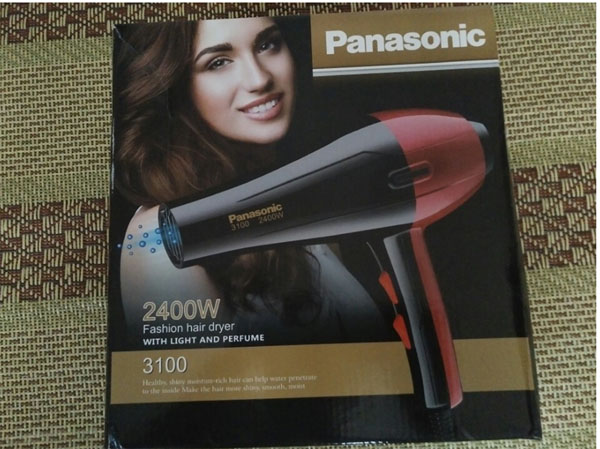 Panasonic
Panasonic
3100 2400W
2400W
Fashion hair dryer
WITH LIGHT AND PERFUME
3100
Healthy, shiny moisture-rich hair can help water penetrate
to the inside Make the hair more shiny, smooth, moist